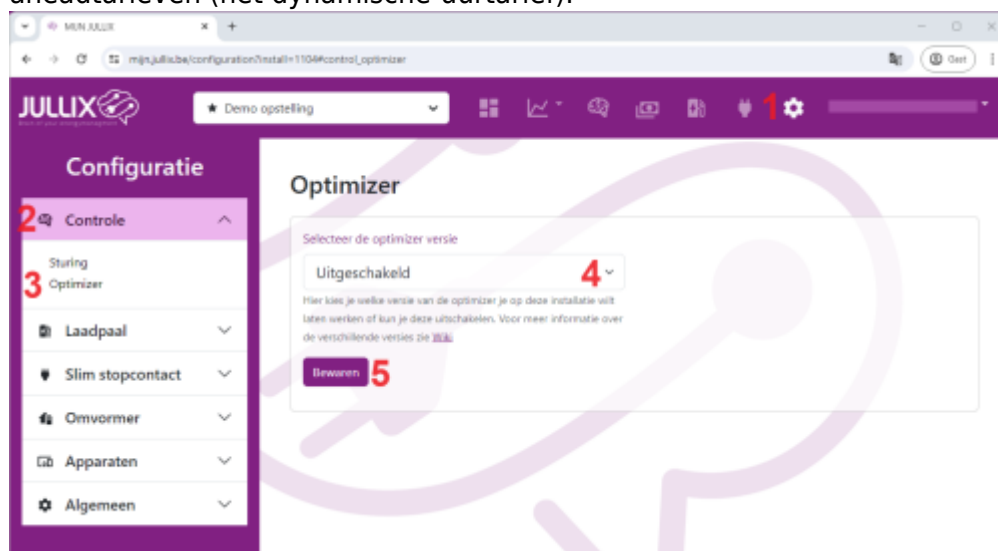 MIJN JULLIX
mijn.jullix.be/configuration?install=1104#control_optimizer
Gert
JULLIX
★ Demo opstelling
1
Configuratie
Optimizer
2 Controle
Selecteer de optimizer versie
Sturing
Uitgeschakeld 4
3 Optimizer
Hier kies je welke versie van de optimizer je op deze installatie wilt
laten werken of kun je deze uitschakelen. Voor meer informatie over
de verschillende versies zie Wiki
Laadpaal
Bewaren 5
Slim stopcontact
Omvormer
Apparaten
Algemeen